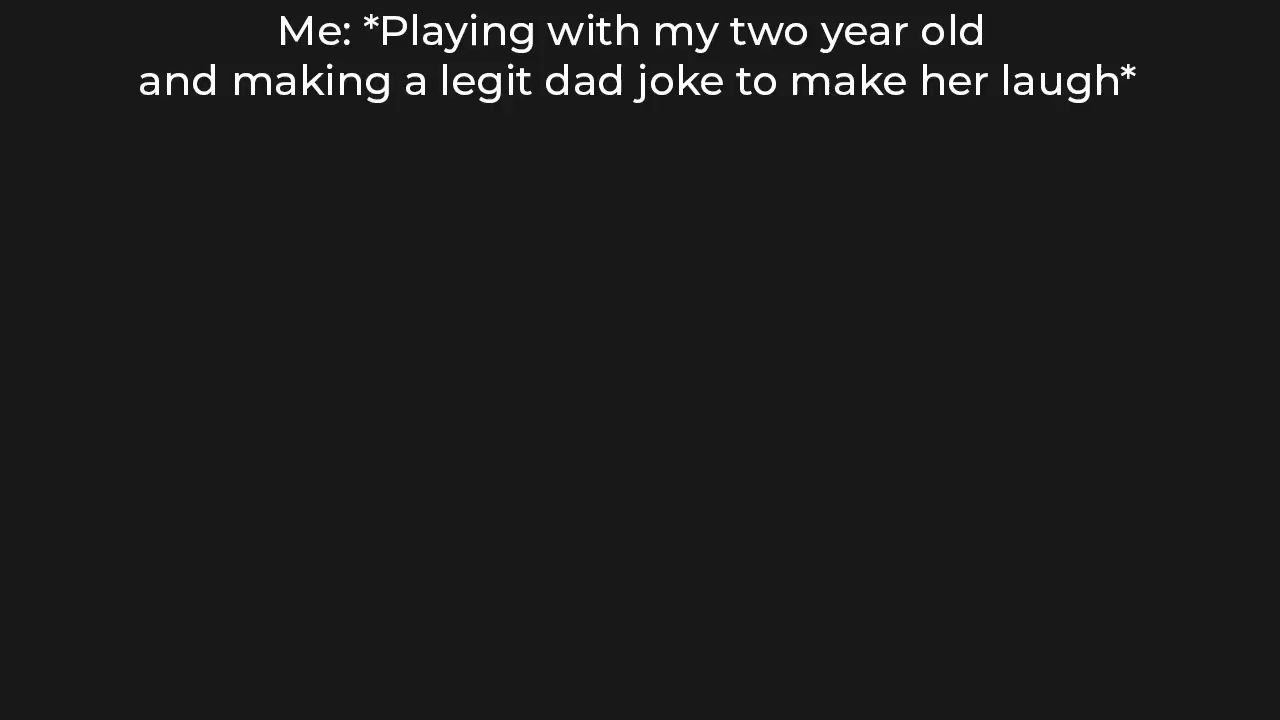 Me: *Playing with my two year old
and making a legit dad joke to make her laugh*